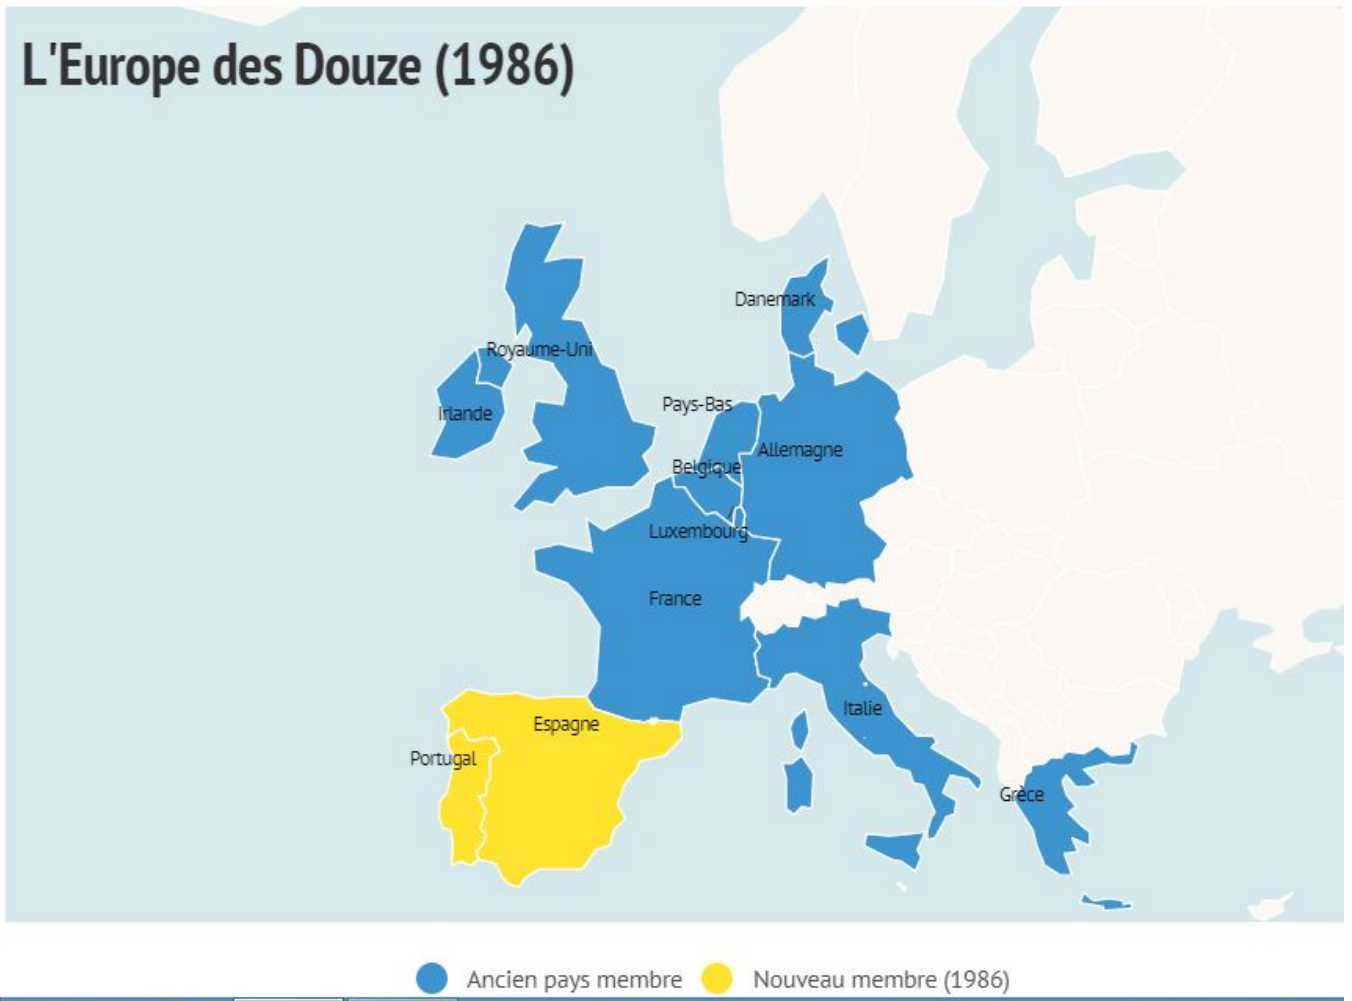 L'Europe des Douze (1986)
Danemark
Royaume-Uni
Pays-Bas
Irlande
Allemagne
Belgique
Luxembourg
France
Italie
Espagne
Portugal
Grèce
Ancien pays membre
Nouveau membre (1986)